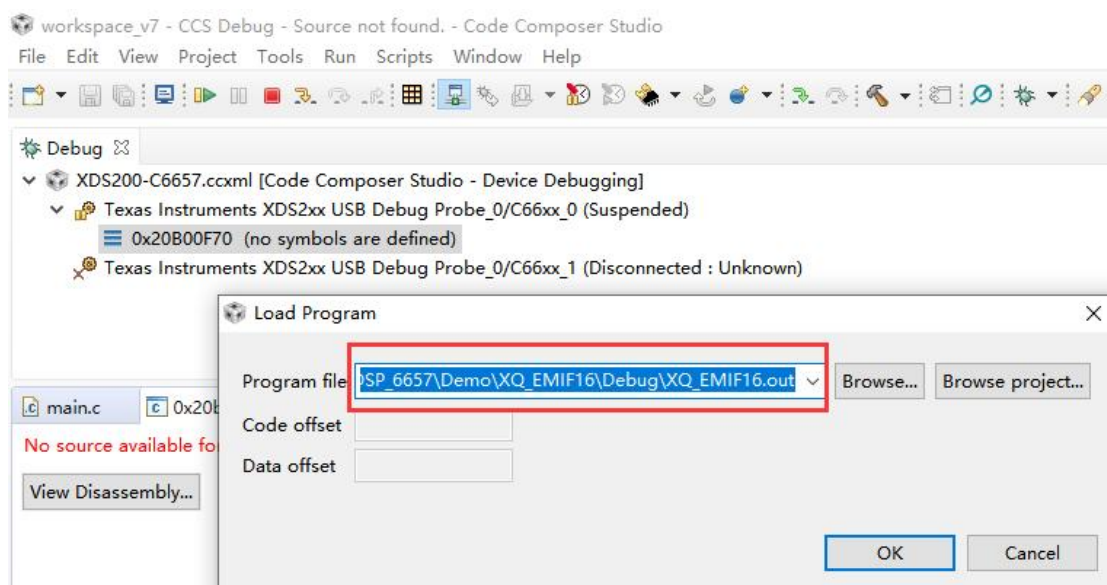 workspace_v7 - CCS Debug - Source not found. - Code Composer Studio
File Edit View Project Tools Run Scripts Window Help
Debug
XDS200-C6657.ccxml [Code Composer Studio - Device Debugging]
Texas Instruments XDS2xx USB Debug Probe_0/C66xx_0 (Suspended)
0x20B00F70 (no symbols are defined)
Texas Instruments XDS2xx USB Debug Probe_0/C66xx_1 (Disconnected : Unknown)
Load Program
Program file SP_6657\Demo\XQ_EMIF16\Debug\XQ_EMIF16.out Browse... Browse project...
main.c 0x20b
Code offset
No source available fo
Data offset
View Disassembly...
OK Cancel